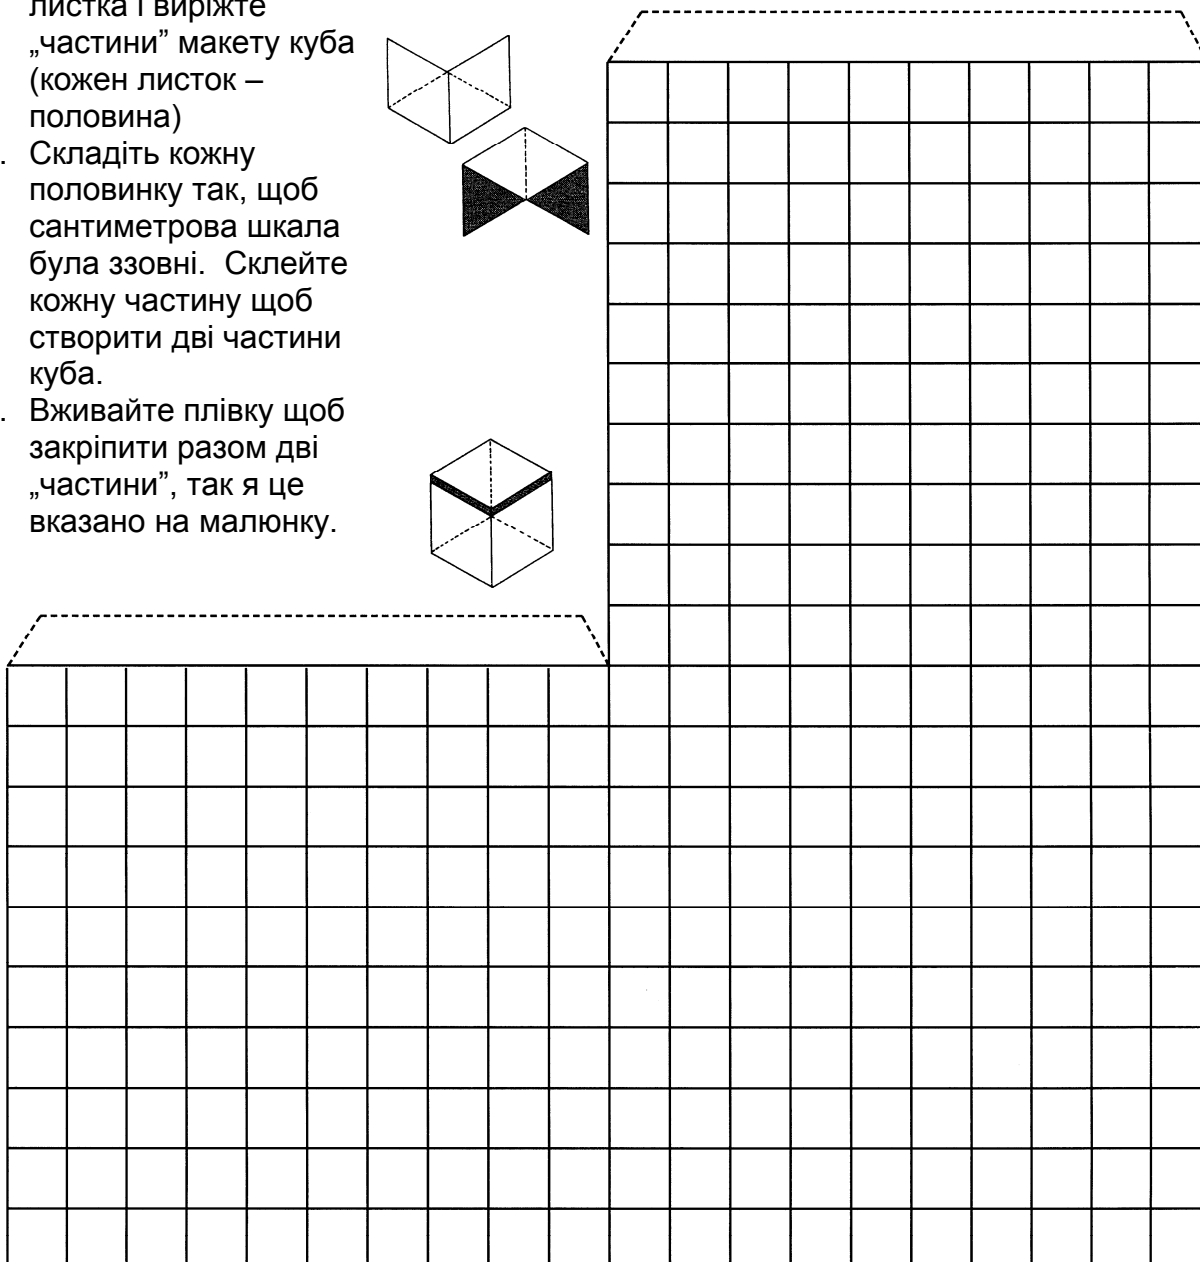 листка і виріжте
„частини” макету куба
(кожен листок –
половина)
. Складіть кожну
половинку так, щоб
сантиметрова шкала
була ззовні. Склейте
кожну частину щоб
створити дві частини
куба.
. Вживайте плівку щоб
закріпити разом дві
„частини”, так я це
вказано на малюнку.